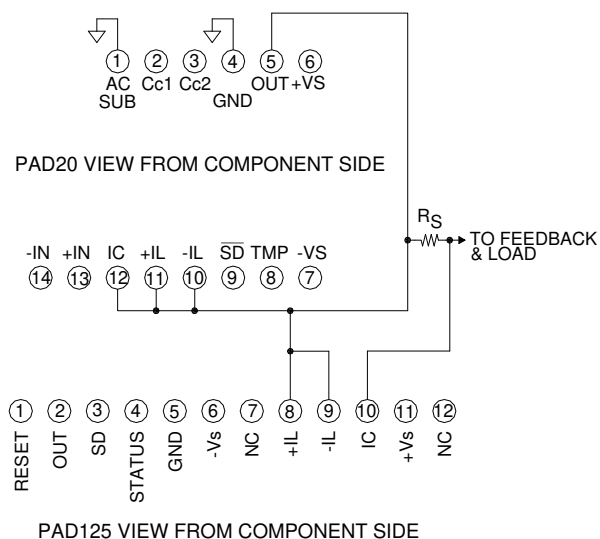 1 2 3 4 5 6
AC SUB Cc1 Cc2 GND OUT +VS
PAD20 VIEW FROM COMPONENT SIDE
RS
TO FEEDBACK
& LOAD
-IN +IN IC +IL -IL SD TMP -VS
14 13 12 11 10 9 8 7
1 2 3 4 5 6 7 8 9 10 11 12
RESET OUT SD STATUS GND -Vs NC +IL -IL IC +Vs NC
PAD125 VIEW FROM COMPONENT SIDE